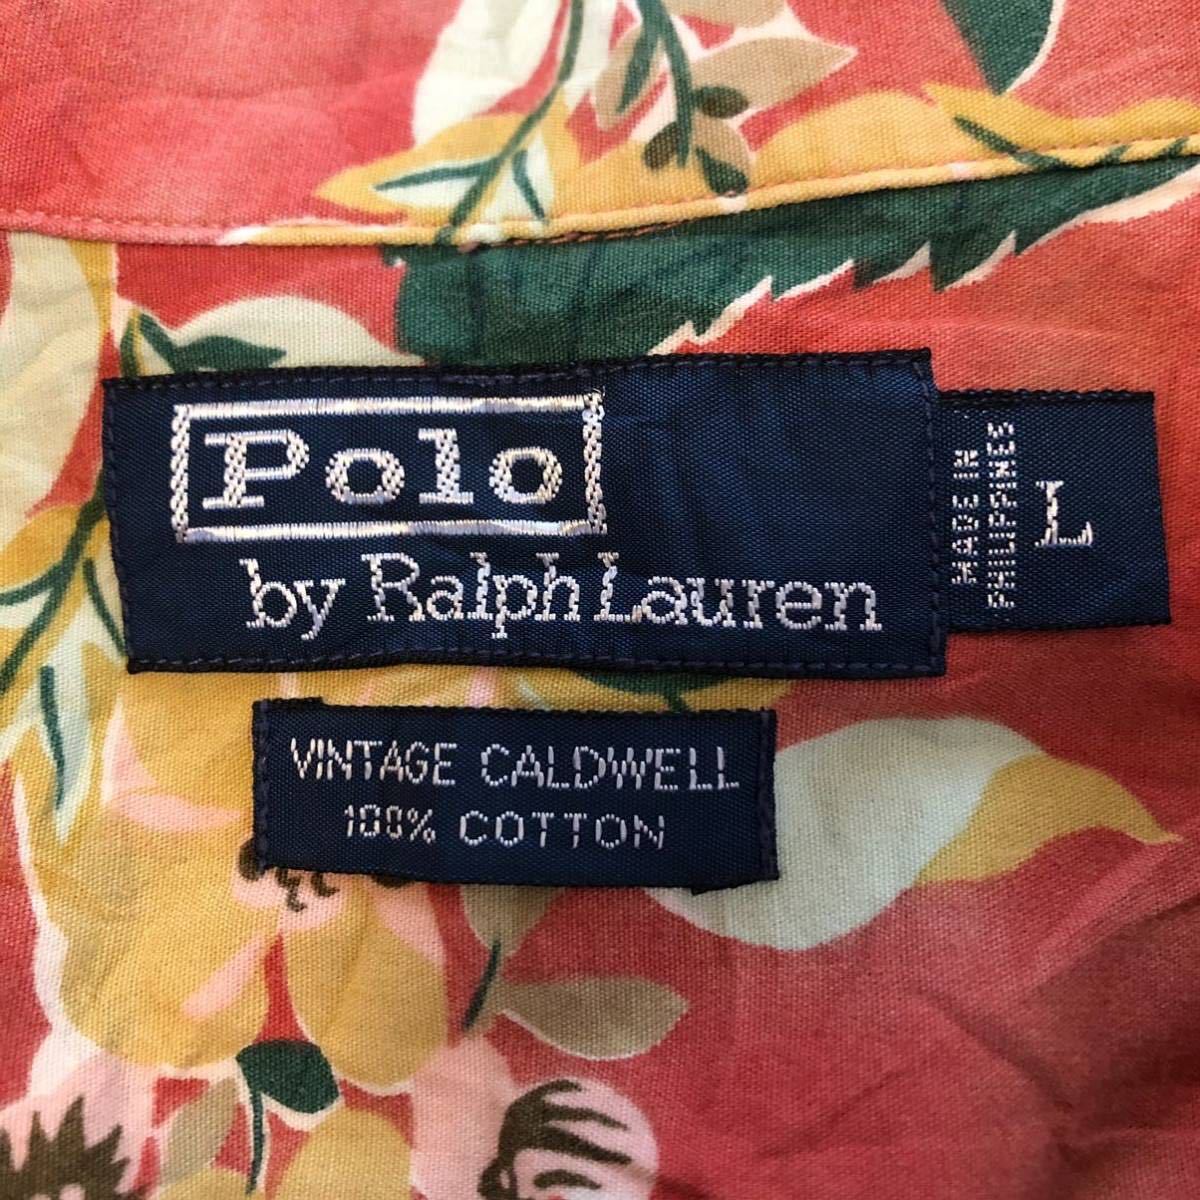 Polo
by Ralph Lauren
MADE IN
PHILIPPINES
L
VINTAGE CALDWELL
100% COTTON